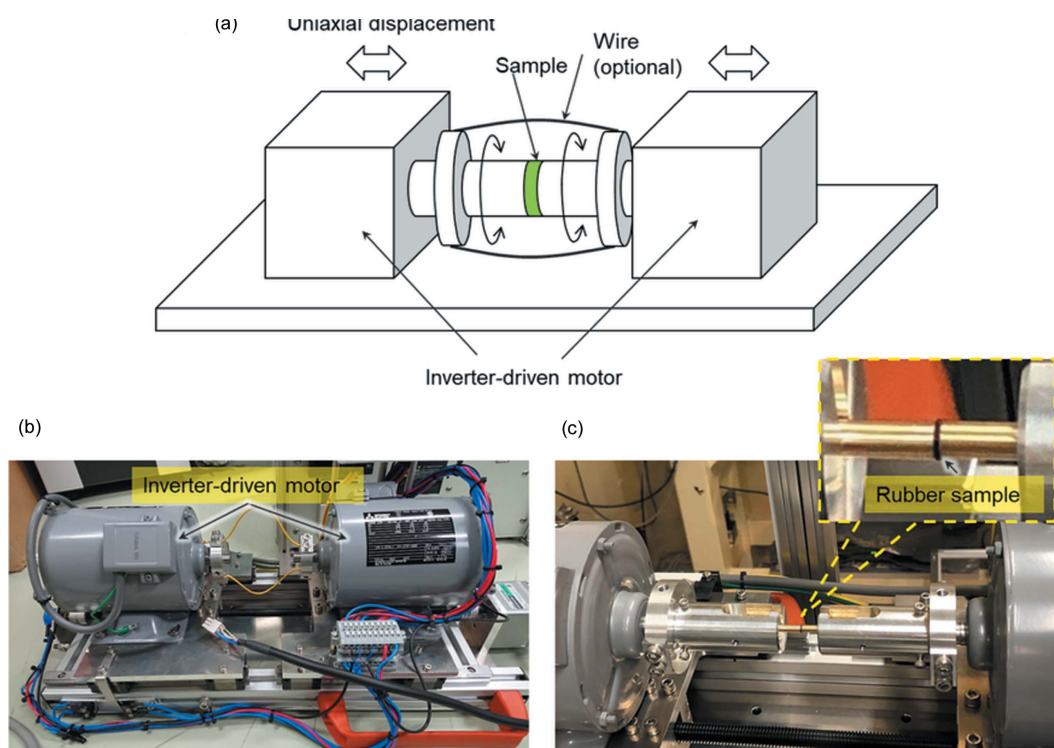 (a)
Uniaxial displacement
Wire
(optional)
Sample
Inverter-driven motor
(b)
(c)
Inverter-driven motor
Rubber sample